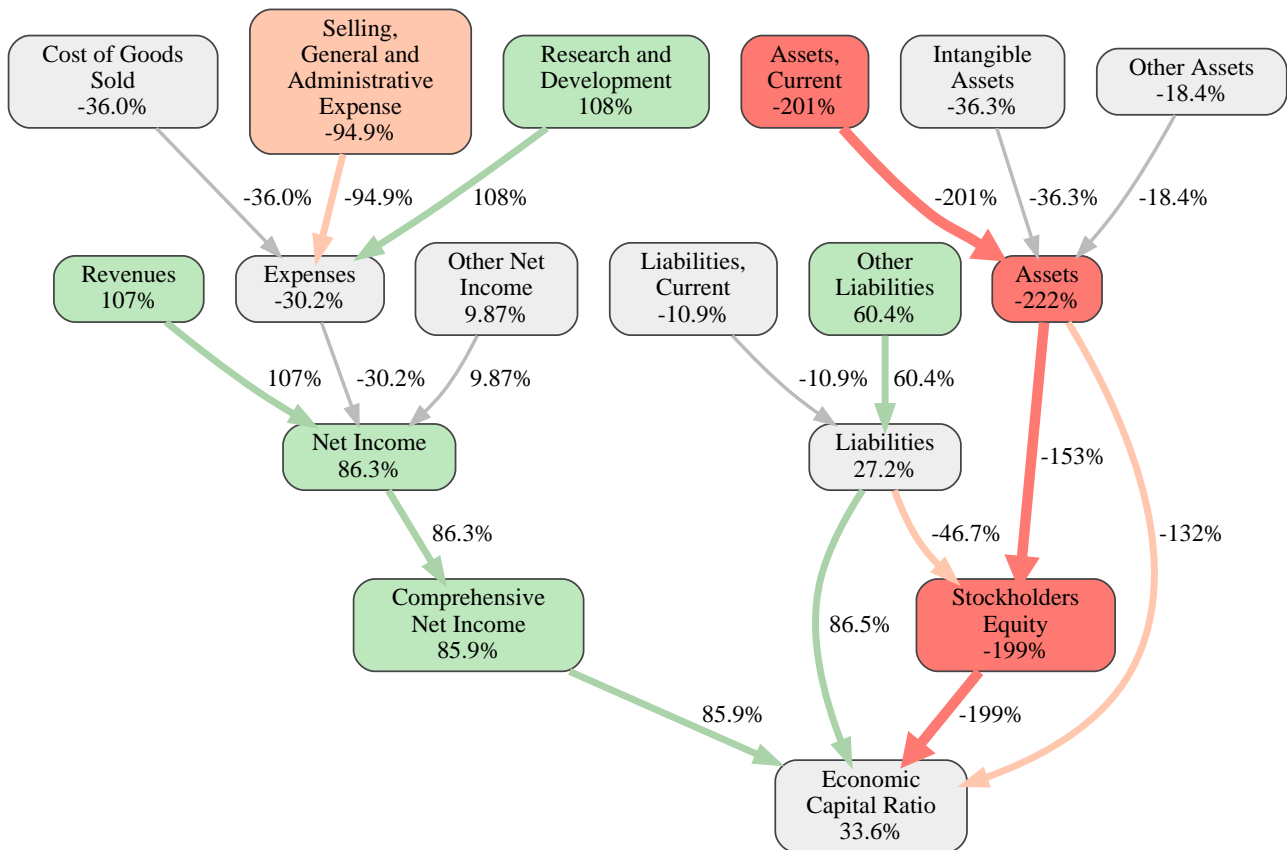 Cost of Goods
Sold
-36.0%
Selling,
General and
Administrative
Expense
-94.9%
Research and
Development
108%
Assets,
Current
-201%
Intangible
Assets
-36.3%
Other Assets
-18.4%
-36.0%
-94.9%
108%
-201%
-36.3%
-18.4%
Revenues
107%
Expenses
-30.2%
Other Net
Income
9.87%
Liabilities,
Current
-10.9%
Other
Liabilities
60.4%
Assets
-222%
107%
-30.2%
9.87%
-10.9%
60.4%
Net Income
86.3%
Liabilities
27.2%
-153%
86.3%
-46.7%
-132%
Comprehensive
Net Income
85.9%
86.5%
Stockholders
Equity
-199%
85.9%
-199%
Economic
Capital Ratio
33.6%